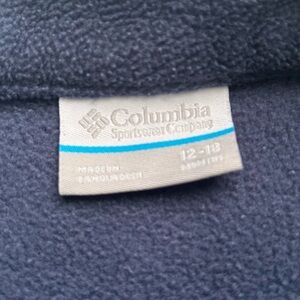 Columbia
Sportswear Company
12-18
MADE IN
BANGLADESH